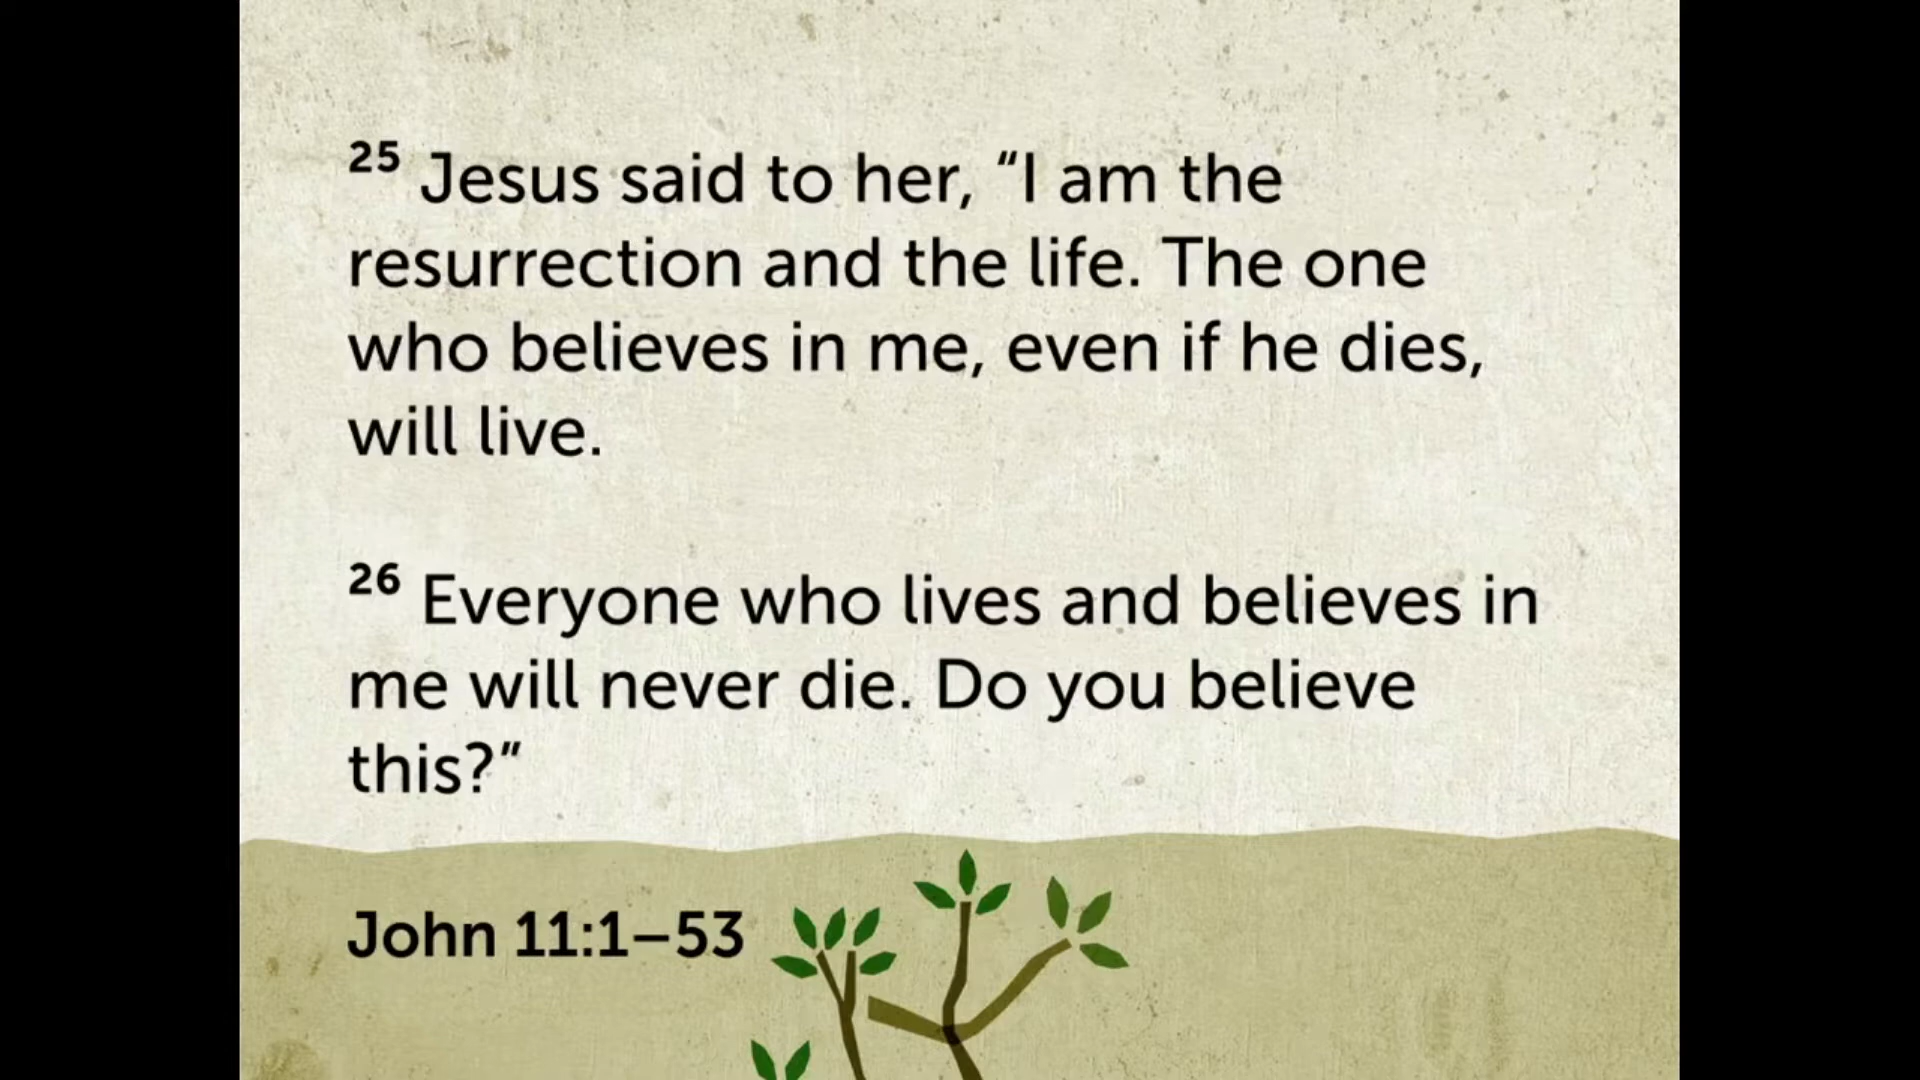 25 Jesus said to her, “I am the
resurrection and the life. The one
who believes in me, even if he dies,
will live.
26 Everyone who lives and believes in
me will never die. Do you believe
this?”
John 11:1–53